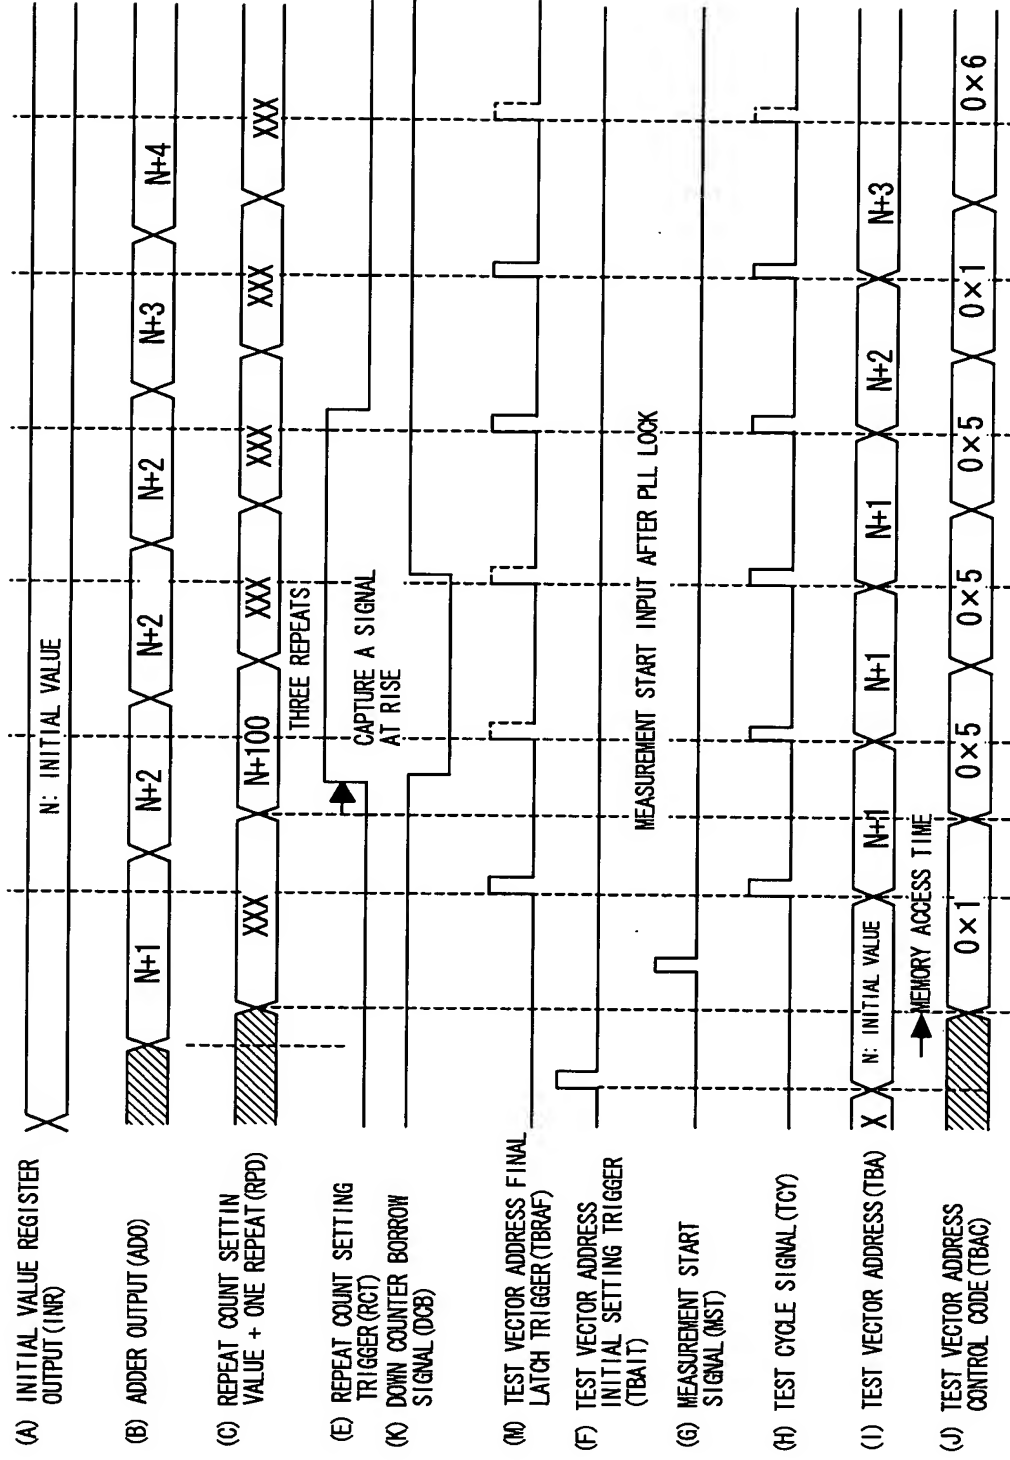 (A) INITIAL VALUE REGISTER
OUTPUT (INR)
N: INITIAL VALUE
(B) ADDER OUTPUT (ADO)
N+1 N+2 N+2 N+2 N+3 N+4
(C) REPEAT COUNT SETTIN
VALUE + ONE REPEAT (RPD)
XXX N+100 XXX XXX XXX XXX
THREE REPEATS
(E) REPEAT COUNT SETTING
TRIGGER (RCT)
CAPTURE A SIGNAL
AT RISE
(K) DOWN COUNTER BORROW
SIGNAL (DCB)
(M) TEST VECTOR ADDRESS FINAL
LATCH TRIGGER (TBRAF)
(F) TEST VECTOR ADDRESS
INITIAL SETTING TRIGGER
(TBAIT)
MEASUREMENT START INPUT AFTER PLL LOCK
(G) MEASUREMENT START
SIGNAL (MST)
(H) TEST CYCLE SIGNAL (TCY)
(I) TEST VECTOR ADDRESS (TBA)
X N: INITIAL VALUE N+1 N+1 N+1 N+2 N+3
MEMORY ACCESS TIME
(J) TEST VECTOR ADDRESS
CONTROL CODE (TBAC)
0×1 0×5 0×5 0×5 0×1 0×6